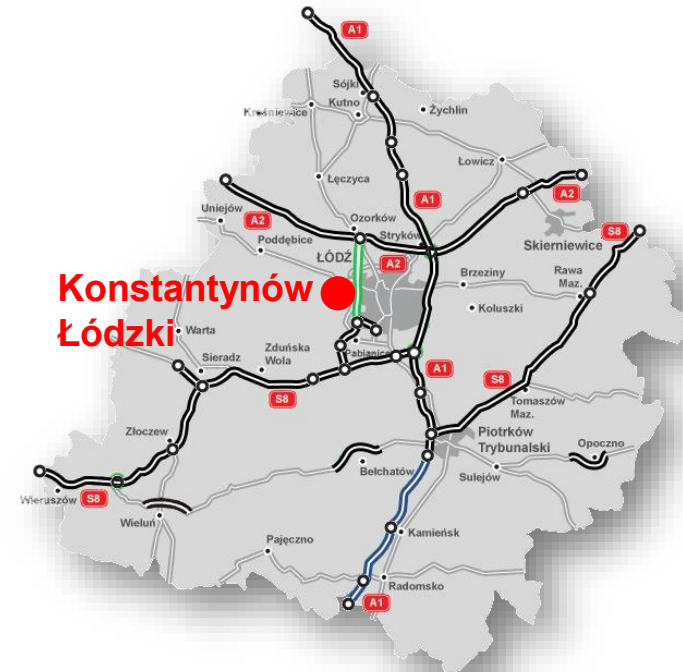 A1
Sójki
Kutno
Krośniewice
Żychlin
Łowicz
Łęczyca
A1
A2
Uniejów
A2
Ozorków
Stryków
S8
Skierniewice
Poddębice
ŁÓDŹ
A2
Brzeziny
Rawa
Maz.
Konstantynów
Łódzki
Koluszki
Warta
Pabianice
Zduńska
Wola
Sieradz
A1
S8
S8
Tomaszów
Maz.
Złoczew
Piotrków
Trybunalski
Opoczno
Bełchatów
Sulejów
Wieruszów
S8
Wieluń
Kamieńsk
Pajęczno
Radomsko
A1